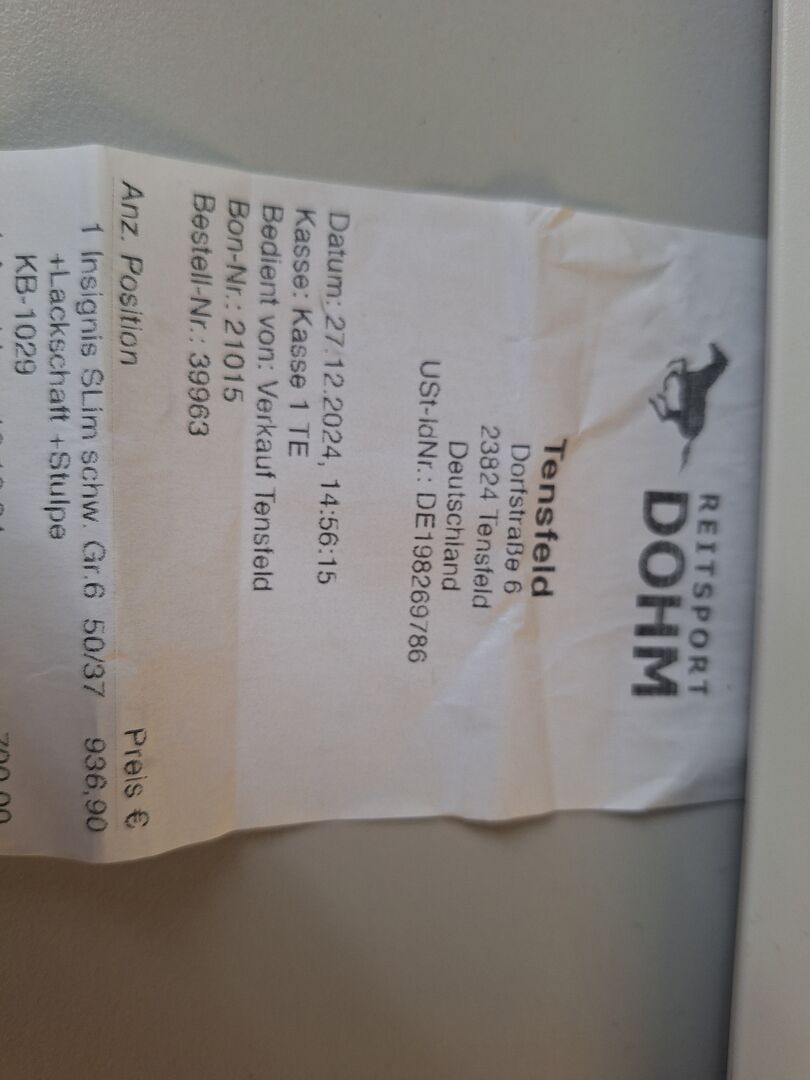 REITSPORT
DOHM
Tensfeld
Dorfstraße 6
23824 Tensfeld
Deutschland
USt-IdNr.: DE198269786
Datum: 27.12.2024, 14:56:15
Kasse: Kasse 1 TE
Bedient von: Verkauf Tensfeld
Bon-Nr.: 21015
Bestell-Nr.: 39963
Anz. Position Preis €
1 Insignis SLim schw. Gr.6 50/37 936,90
+Lackschaft +Stulpe
KB-1029